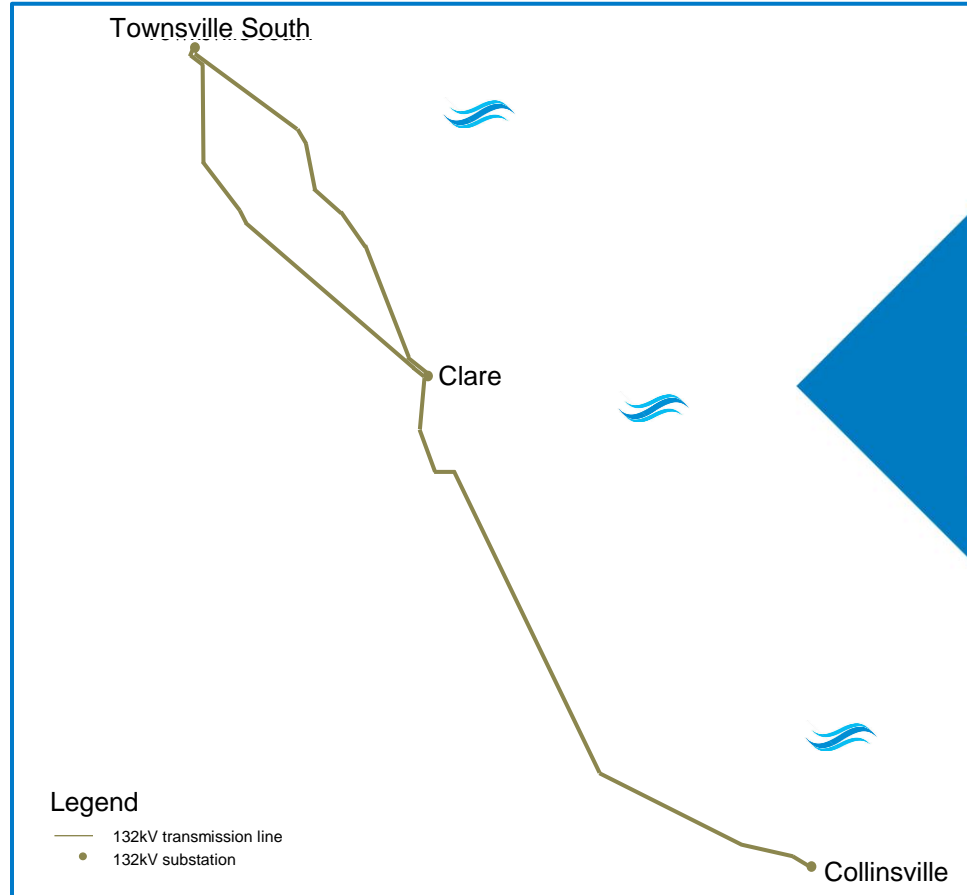 Townsville South
Clare
Legend
132kV transmission line
132kV substation
Collinsville